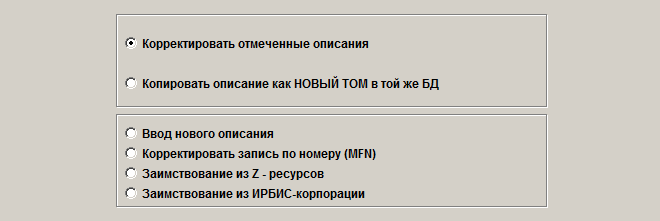 Корректировать отмеченные описания
Копировать описание как НОВЫЙ ТОМ в той же БД
Ввод нового описания
Корректировать запись по номеру (MFN)
Заимствование из Z - ресурсов
Заимствование из ИРБИС-корпорации